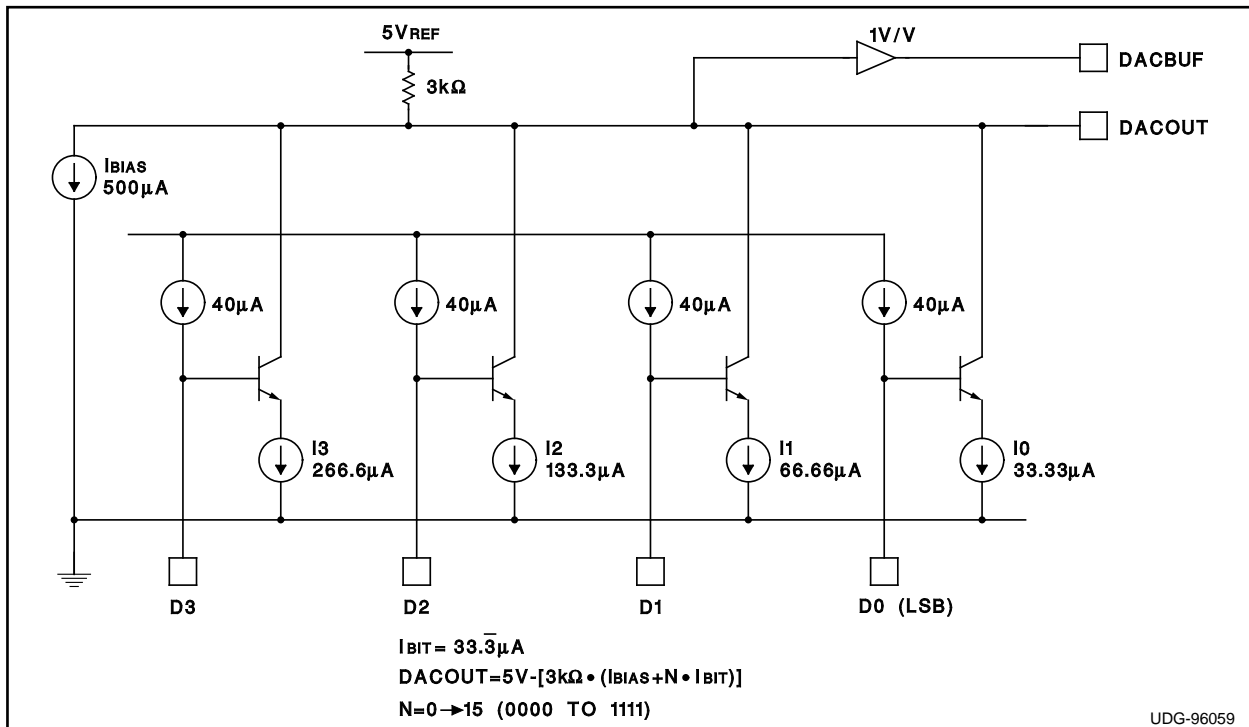 5VREF
3kΩ
1V/V
DACBUF
DACOUT
IBIAS
500µA
40µA
40µA
40µA
40µA
I3
266.6µA
I2
133.3µA
I1
66.66µA
I0
33.33µA
D3
D2
D1
D0 (LSB)
IBIT= 33.3̅µA
DACOUT=5V-[3kΩ• (IBIAS+N• IBIT)]
N=0→15 (0000 TO 1111)
UDG-96059